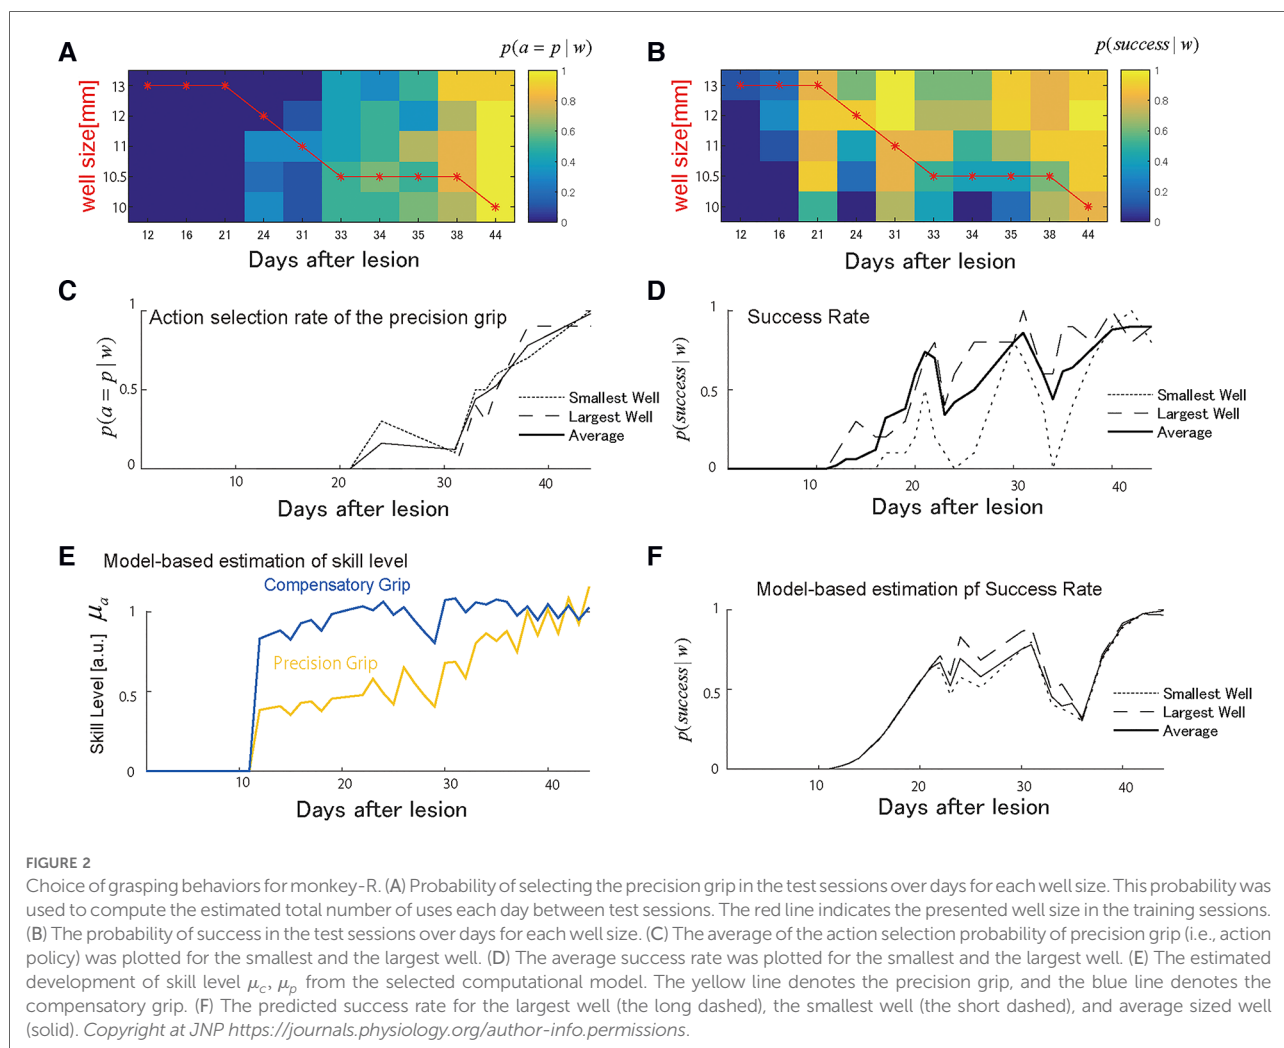 A
p(a = p | w)
well size[mm]
13
12
11
10.5
10
12 16 21 24 31 33 34 35 38 44
Days after lesion
1
0.8
0.6
0.4
0.2
0
B
p(success | w)
well size[mm]
13
12
11
10.5
10
12 16 21 24 31 33 34 35 38 44
Days after lesion
1
0.8
0.6
0.4
0.2
0
C
Action selection rate of the precision grip
p(a = p | w)
1
0.5
0
10 20 30 40
Smallest Well
Largest Well
Average
Days after lesion
D
Success Rate
p(success | w)
1
0.5
0
10 20 30 40
Smallest Well
Largest Well
Average
Days after lesion
E
Model-based estimation of skill level
Compensatory Grip
Precision Grip
Skill Level [a.u.] μa
1
0.5
0
10 20 30 40
Days after lesion
F
Model-based estimation pf Success Rate
p(success | w)
1
0.5
0
10 20 30 40
Smallest Well
Largest Well
Average
Days after lesion
FIGURE 2
Choice of grasping behaviors for monkey-R. (A) Probability of selecting the precision grip in the test sessions over days for each well size. This probability was
used to compute the estimated total number of uses each day between test sessions. The red line indicates the presented well size in the training sessions.
(B) The probability of success in the test sessions over days for each well size. (C) The average of the action selection probability of precision grip (i.e., action
policy) was plotted for the smallest and the largest well. (D) The average success rate was plotted for the smallest and the largest well. (E) The estimated
development of skill level μc, μp from the selected computational model. The yellow line denotes the precision grip, and the blue line denotes the
compensatory grip. (F) The predicted success rate for the largest well (the long dashed), the smallest well (the short dashed), and average sized well
(solid). Copyright at JNP https://journals.physiology.org/author-info.permissions.